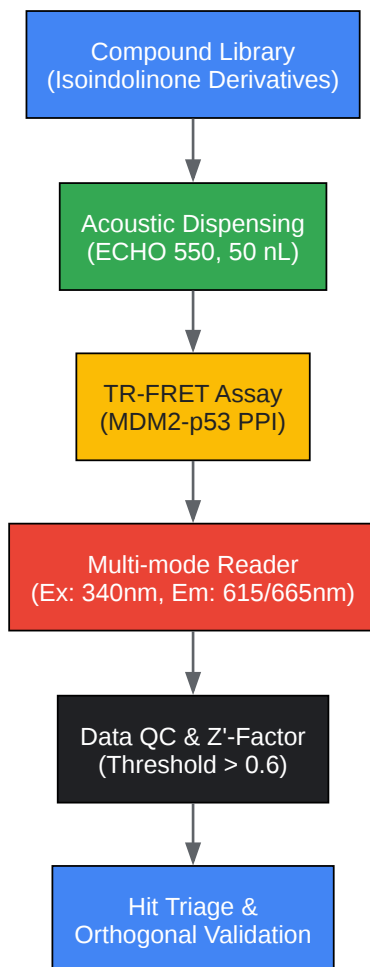 Compound Library
(Isoindolinone Derivatives)
Acoustic Dispensing
(ECHO 550, 50 nL)
TR-FRET Assay
(MDM2-p53 PPI)
Multi-mode Reader
(Ex: 340nm, Em: 615/665nm)
Data QC & Z'-Factor
(Threshold > 0.6)
Hit Triage &
Orthogonal Validation